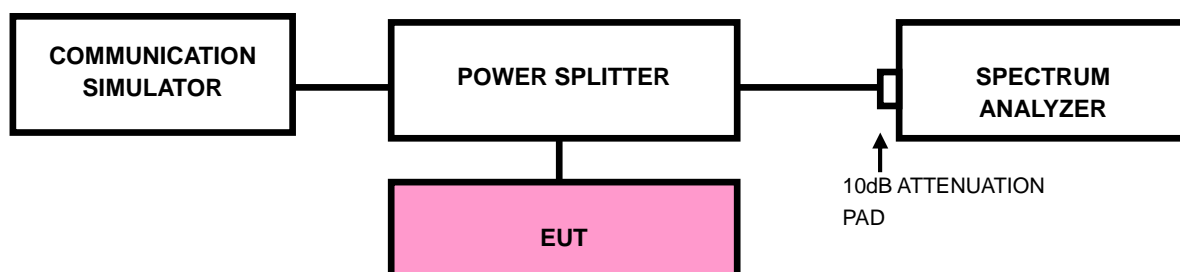 COMMUNICATION
SIMULATOR
POWER SPLITTER
SPECTRUM
ANALYZER
10dB ATTENUATION
PAD
EUT